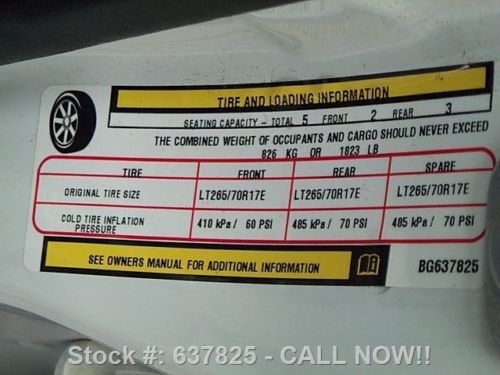 TIRE AND LOADING INFORMATION
SEATING CAPACITY - TOTAL 5 FRONT 2 REAR 3
THE COMBINED WEIGHT OF OCCUPANTS AND CARGO SHOULD NEVER EXCEED
826 KG OR 1823 LB
TIRE FRONT REAR SPARE
ORIGINAL TIRE SIZE LT265/70R17E LT265/70R17E LT265/70R17E
COLD TIRE INFLATION PRESSURE 410 kPa/ 60 PSI 485 kPa/ 70 PSI 485 kPa/ 70 PSI
SEE OWNERS MANUAL FOR ADDITIONAL INFORMATION BG637825
Stock #: 637825 - CALL NOW!!